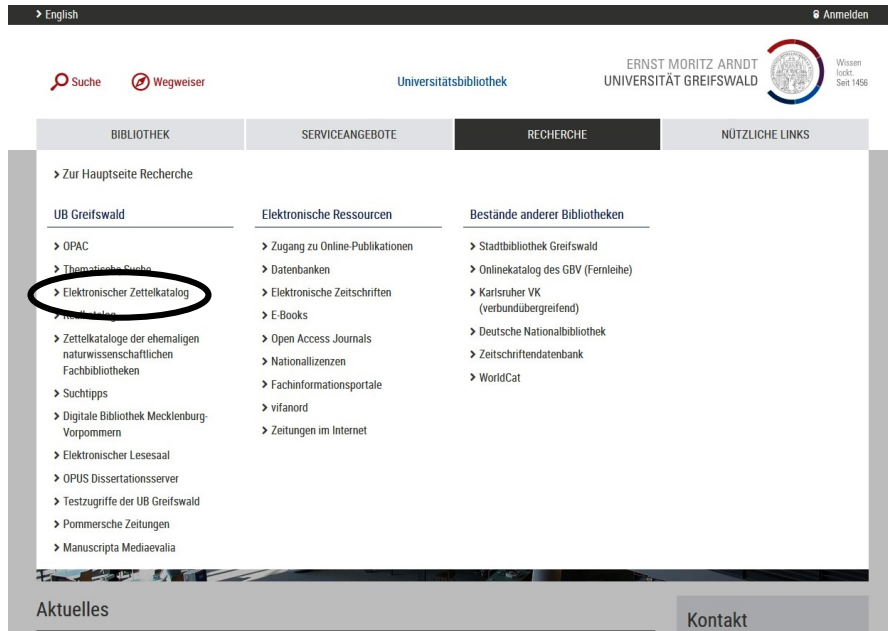 English
Anmelden
Suche
Wegweiser
Universitätsbibliothek
ERNST MORITZ ARNDT
UNIVERSITÄT GREIFSWALD
Wissen
lockt.
Seit 1456
BIBLIOTHEK
SERVICEANGEBOTE
RECHERCHE
NÜTZLICHE LINKS
Zur Hauptseite Recherche
UB Greifswald
OPAC
Thematische Suche
Elektronischer Zettelkatalog
Realkatalog
Zettelkataloge der ehemaligen
naturwissenschaftlichen
Fachbibliotheken
Suchtipps
Digitale Bibliothek Mecklenburg-
Vorpommern
Elektronischer Lesesaal
OPUS Dissertationsserver
Testzugriffe der UB Greifswald
Pommersche Zeitungen
Manuscripta Mediaevalia
Elektronische Ressourcen
Zugang zu Online-Publikationen
Datenbanken
Elektronische Zeitschriften
E-Books
Open Access Journals
Nationallizenzen
Fachinformationsportale
vifanord
Zeitungen im Internet
Bestände anderer Bibliotheken
Stadtbibliothek Greifswald
Onlinekatalog des GBV (Fernleihe)
Karlsruher VK
(verbundübergreifend)
Deutsche Nationalbibliothek
Zeitschriftendatenbank
WorldCat
Aktuelles
Kontakt